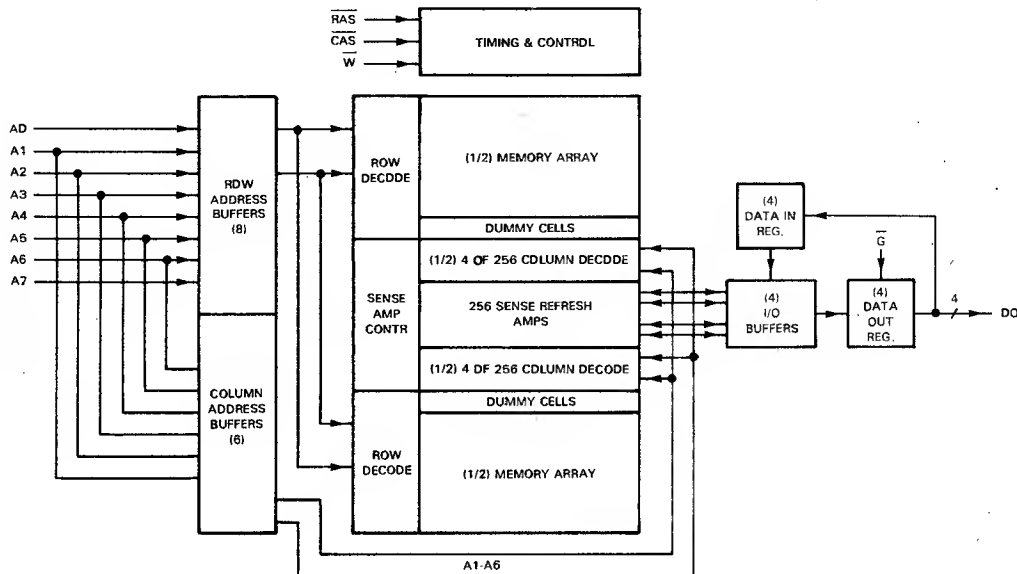 RAS
CAS
W
TIMING & CONTRDL
AD
A1
A2
A3
A4
A5
A6
A7
RDW
ADDRESS
BUFFERS
(8)
COLUMN
ADDRESS
BUFFERS
(6)
ROW
DECDDE
(1/2) MEMORY ARRAY
DUMMY CELLS
SENSE
AMP
CONTR
(1/2) 4 OF 256 CDLUMN DECDDE
256 SENSE REFRESH
AMPS
(1/2) 4 DF 256 CDLUMN DECODE
DUMMY CELLS
ROW
DECODE
(1/2) MEMORY ARRAY
A1-A6
(4)
DATA IN
REG.
(4)
I/O
BUFFERS
G
(4)
DATA
OUT
REG.
4
DQ